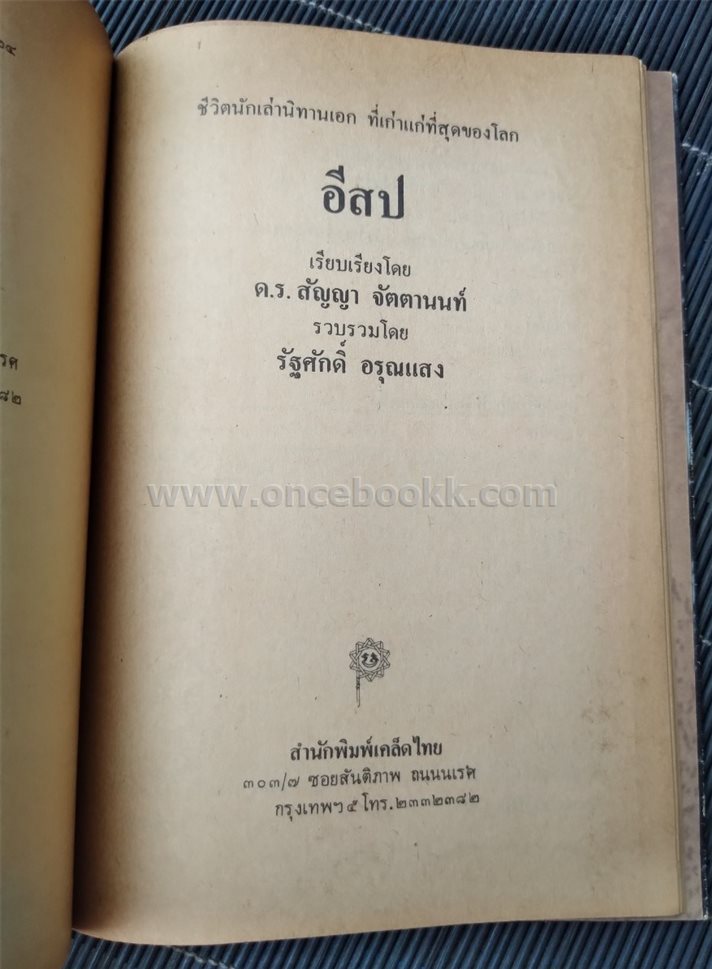 ชีวิตนักเล่านิทานเอก ที่เก่าแก่ที่สุดของโลก
อีสป
เรียบเรียงโดย
ด.ร. สัญญา จัตตานนท์
รวบรวมโดย
รัฐศักดิ์ อรุณแสง
www.oncebookk.com
สำนักพิมพ์เคล็ดไทย
๓๐๓/๗ ซอยสันติภาพ ถนนนเรศ
กรุงเทพฯ ๕ โทร. ๒๓๓๒๓๘๒